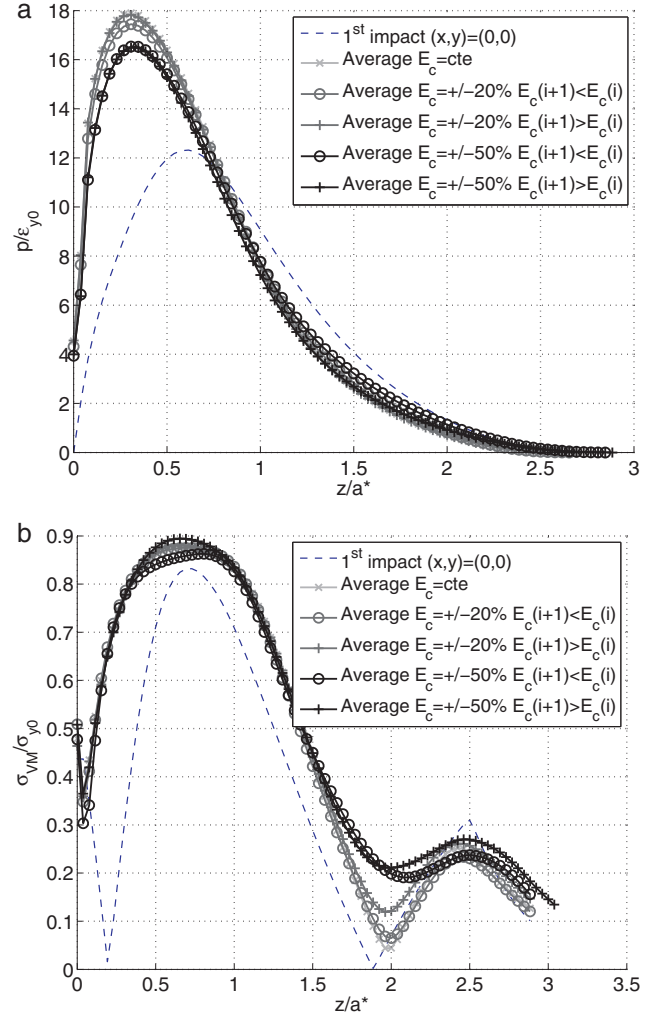 a
18
16
14
12
10
8
6
4
2
0
p/ε_y0
0 0.5 1 1.5 2 2.5 3
z/a*
1st impact (x,y)=(0,0)
Average E_c=cte
Average E_c=+/−20% E_c(i+1)<E_c(i)
Average E_c=+/−20% E_c(i+1)>E_c(i)
Average E_c=+/−50% E_c(i+1)<E_c(i)
Average E_c=+/−50% E_c(i+1)>E_c(i)
b
0.9
0.8
0.7
0.6
0.5
0.4
0.3
0.2
0.1
0
σ_VM/σ_y0
0 0.5 1 1.5 2 2.5 3 3.5
z/a*
1st impact (x,y)=(0,0)
Average E_c=cte
Average E_c=+/−20% E_c(i+1)<E_c(i)
Average E_c=+/−20% E_c(i+1)>E_c(i)
Average E_c=+/−50% E_c(i+1)<E_c(i)
Average E_c=+/−50% E_c(i+1)>E_c(i)